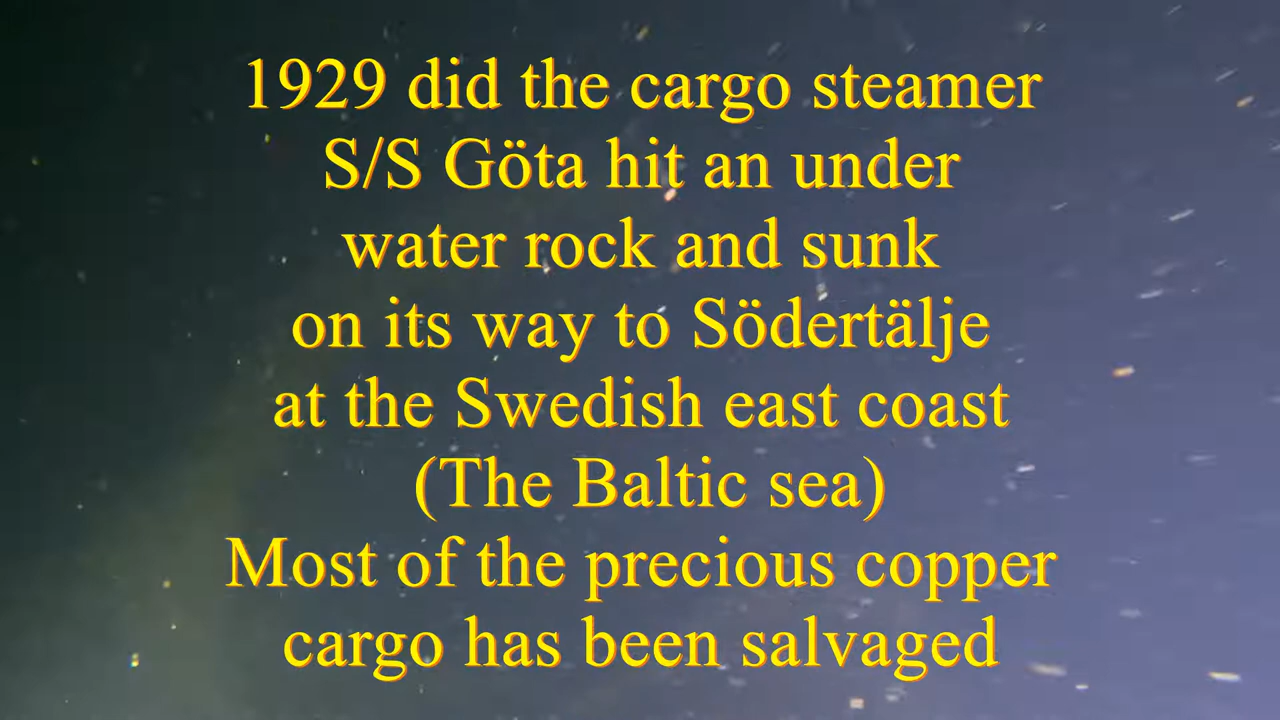 1929 did the cargo steamer
S/S Göta hit an under
water rock and sunk
on its way to Södertälje
at the Swedish east coast
(The Baltic sea)
Most of the precious copper
cargo has been salvaged